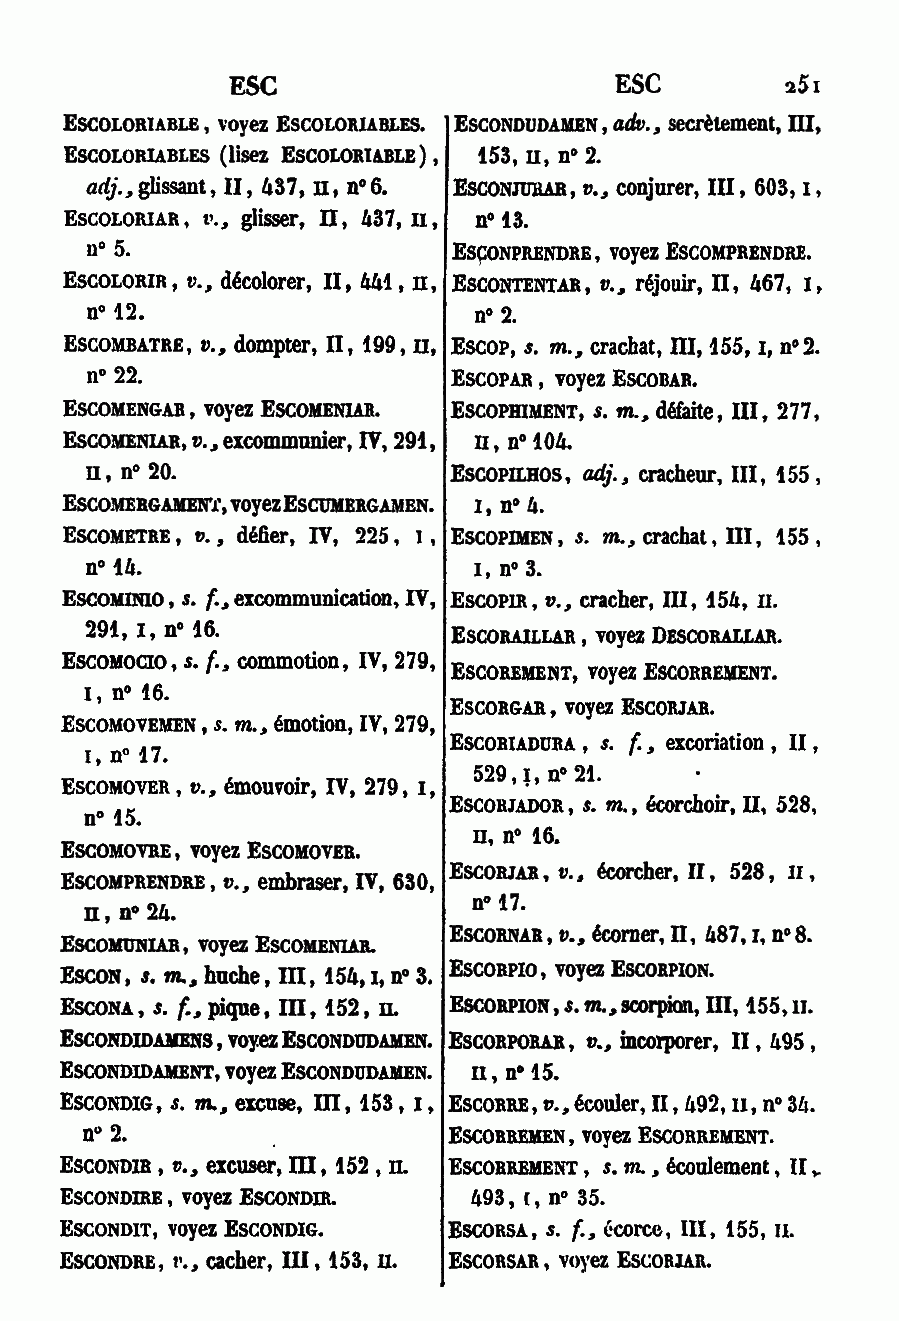 ESC
ESC 251
ESCOLORIABLE, voyez ESCOLORIABLES.
ESCOLORIABLES (lisez ESCOLORIABLE),
adj., glissant, II, 437, II, n° 6.
ESCOLORIAR, v., glisser, II, 437, II,
n° 5.
ESCOLORIR, v., décolorer, II, 441, II,
n° 12.
ESCOMBATRE, v., dompter, II, 199, II,
n° 22.
ESCOMENGAR, voyez ESCOMENIAR.
ESCOMENIAR, v., excommunier, IV, 291,
II, n° 20.
ESCOMERGAMENT, voyez ESCUMERGAMEN.
ESCOMETRE, v., défier, IV, 225, I,
n° 14.
ESCOMINIO, s. f., excommunication, IV,
291, I, n° 16.
ESCOMOCIO, s. f., commotion, IV, 279,
I, n° 16.
ESCOMOVEMEN, s. m., émotion, IV, 279,
I, n° 17.
ESCOMOVER, v., émouvoir, IV, 279, I,
n° 15.
ESCOMOVRE, voyez ESCOMOVER.
ESCOMPRENDRE, v., embraser, IV, 630,
II, n° 24.
ESCOMUNIAR, voyez ESCOMENIAR.
ESCON, s. m., huche, III, 154, I, n° 3.
ESCONA, s. f., pique, III, 152, II.
ESCONDIDAMENS, voyez ESCONDUDAMEN.
ESCONDIDAMENT, voyez ESCONDUDAMEN.
ESCONDIG, s. m., excuse, III, 153, I,
n° 2.
ESCONDIR, v., excuser, III, 152, II.
ESCONDIRE, voyez ESCONDIR.
ESCONDIT, voyez ESCONDIG.
ESCONDRE, v., cacher, III, 153, II.
ESCONDUDAMEN, adv., secrètement, III,
153, II, n° 2.
ESCONJURAR, v., conjurer, III, 603, I,
n° 13.
ESCONPRENDRE, voyez ESCOMPRENDRE.
ESCONTENTAR, v., réjouir, II, 467, I,
n° 2.
ESCOP, s. m., crachat, III, 155, I, n° 2.
ESCOPAR, voyez ESCOBAR.
ESCOPHIMENT, s. m., défaite, III, 277,
II, n° 104.
ESCOPILHOS, adj., cracheur, III, 155,
I, n° 4.
ESCOPIMEN, s. m., crachat, III, 155,
I, n° 3.
ESCOPIR, v., cracher, III, 154, II.
ESCORAILLAR, voyez DESCORALLAR.
ESCOREMENT, voyez ESCORREMENT.
ESCORGAR, voyez ESCORJAR.
ESCORIADURA, s. f., excoriation, II,
529, I, n° 21.
ESCORJADOR, s. m., écorchoir, II, 528,
II, n° 16.
ESCORJAR, v., écorcher, II, 528, II,
n° 17.
ESCORNAR, v., écorner, II, 487, I, n° 8.
ESCORPIO, voyez ESCORPION.
ESCORPION, s. m., scorpion, III, 155, II.
ESCORPORAR, v., incorporer, II, 495,
II, n° 15.
ESCORRE, v., écouler, II, 492, II, n° 34.
ESCORREMEN, voyez ESCORREMENT.
ESCORREMENT, s. m., écoulement, II,
493, I, n° 35.
ESCORSA, s. f., écorce, III, 155, II.
ESCORSAR, voyez ESCORJAR.